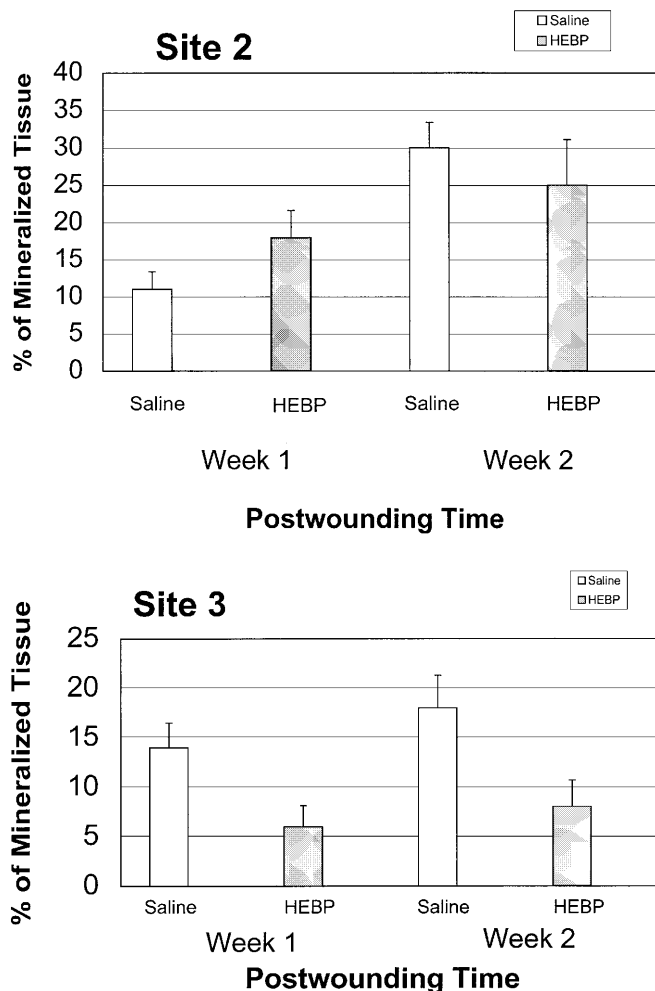 Saline
HEBP
Site 2
% of Mineralized Tissue
40
35
30
25
20
15
10
5
0
Saline HEBP Saline HEBP
Week 1 Week 2
Postwounding Time
Saline
HEBP
Site 3
% of Mineralized Tissue
25
20
15
10
5
0
Saline HEBP Saline HEBP
Week 1 Week 2
Postwounding Time